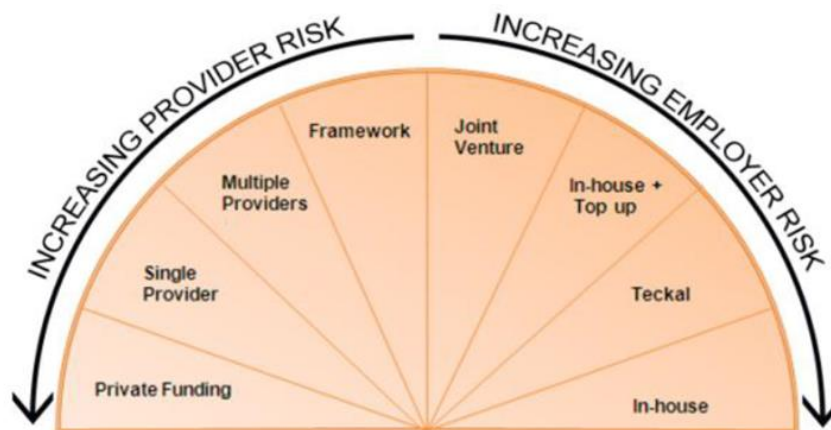 INCREASING PROVIDER RISK
INCREASING EMPLOYER RISK
Framework
Joint
Venture
Multiple
Providers
In-house +
Top up
Single
Provider
Teckal
Private Funding
In-house